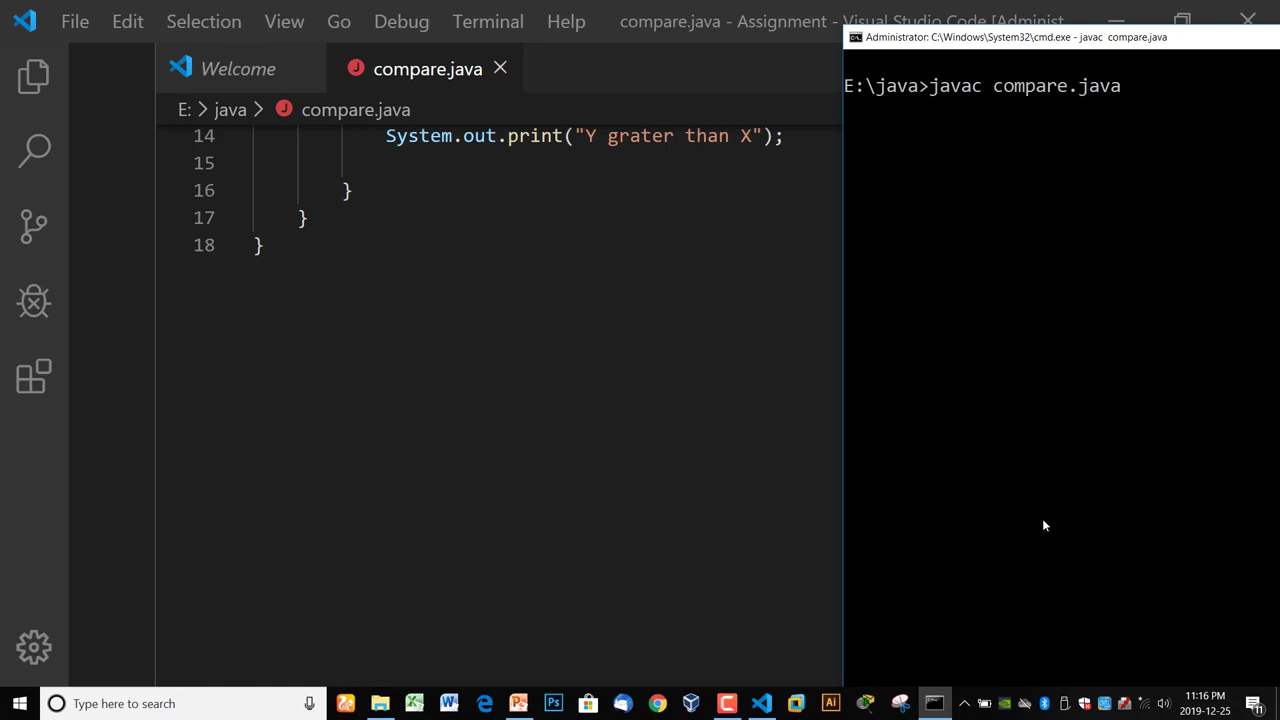 File Edit Selection View Go Debug Terminal Help compare.java - Assignment - Visual Studio Code [Administ
Welcome compare.java
E: > java > compare.java
14 System.out.print("Y grater than X");
15
16 }
17 }
18 }
Administrator: C:\Windows\System32\cmd.exe - javac compare.java
E:\java>javac compare.java
Type here to search
11:16 PM
2019-12-25
11